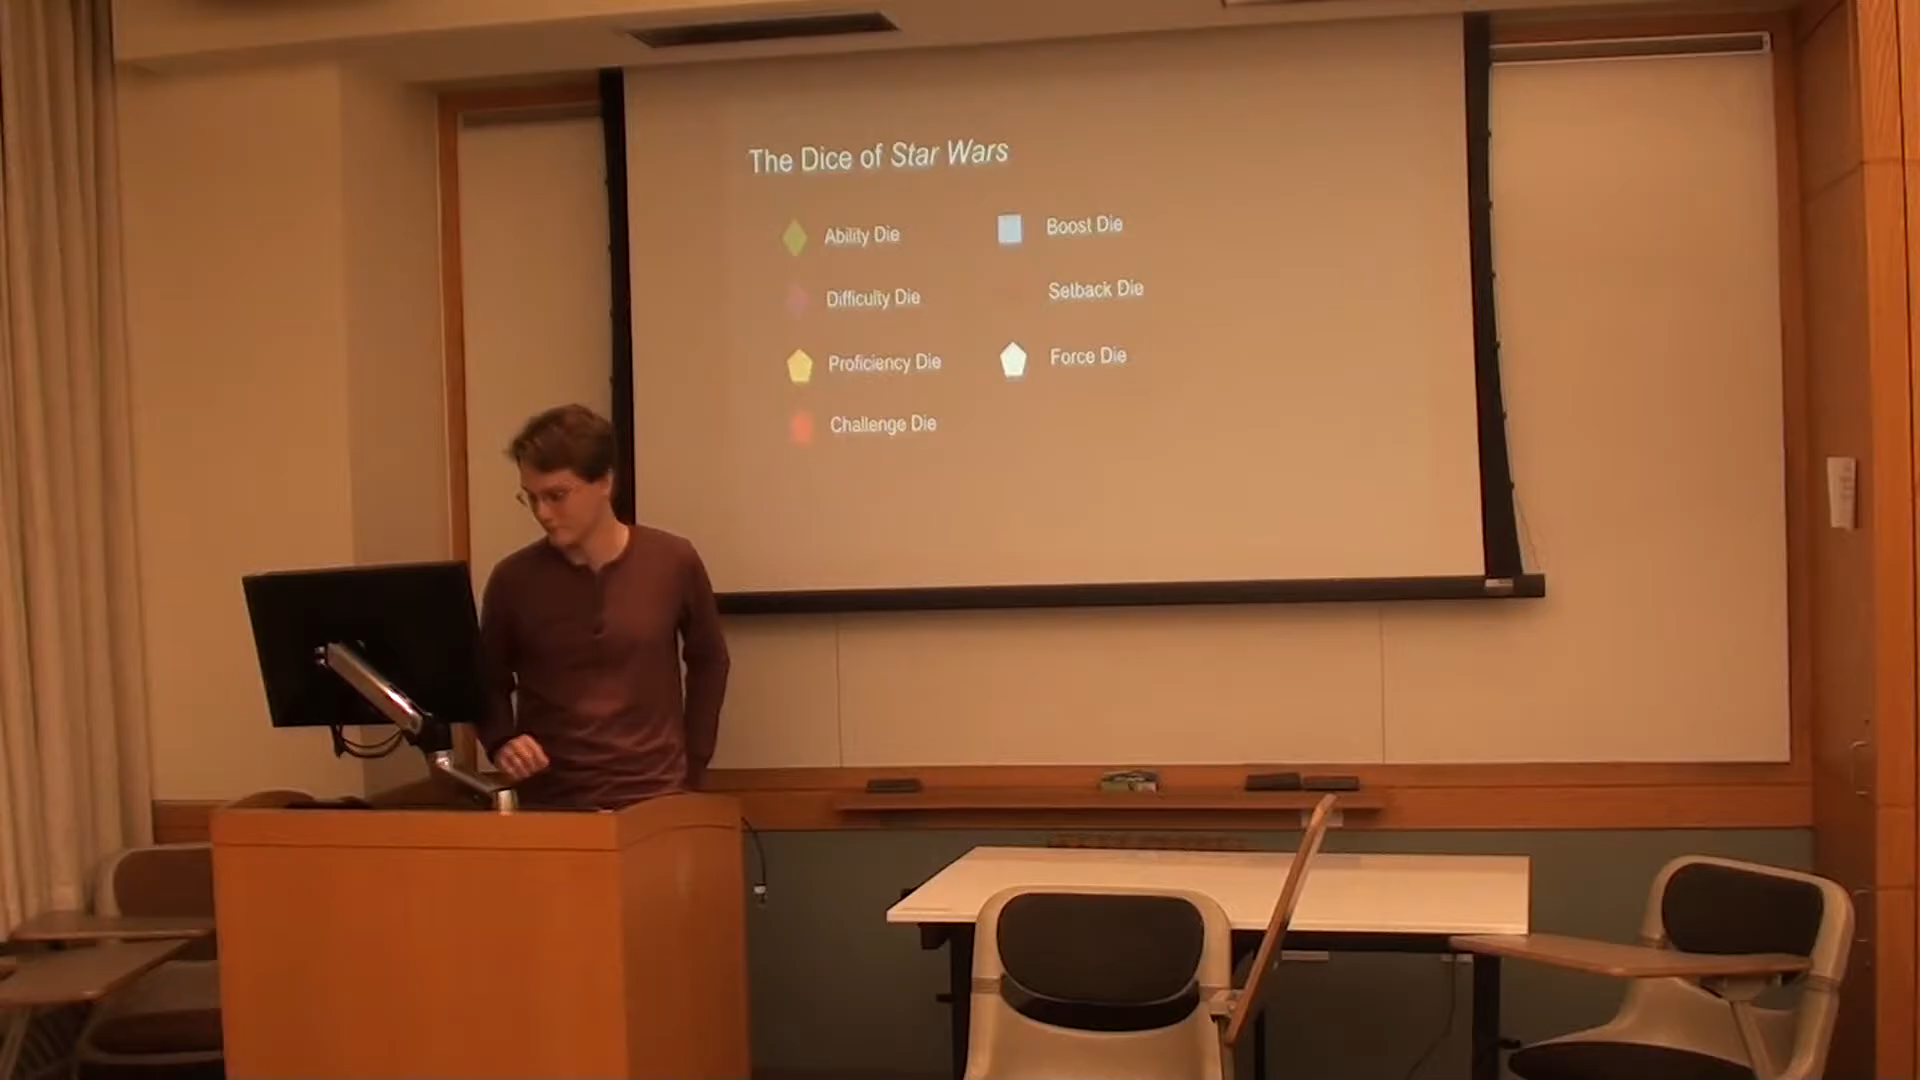 The Dice of Star Wars
Ability Die
Difficulty Die
Proficiency Die
Challenge Die
Boost Die
Setback Die
Force Die